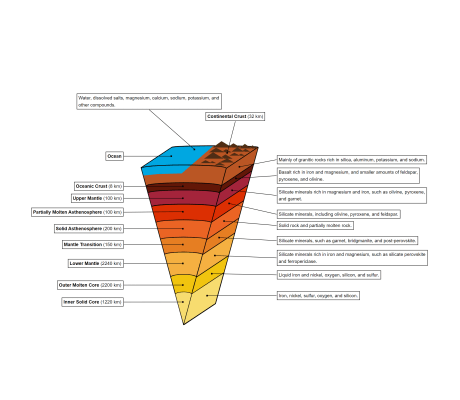 Water, dissolved salts, magnesium, calcium, sodium, potassium, and
other compounds.
Continental Crust (32 km)
Ocean
Mainly of granitic rocks rich in silica, aluminum, potassium, and sodium.
Basalt rich in iron and magnesium, and smaller amounts of feldspar,
pyroxene, and olivine.
Oceanic Crust (8 km)
Silicate minerals rich in magnesium and iron, such as olivine, pyroxene,
and garnet.
Upper Mantle (100 km)
Partially Molten Asthenosphere (100 km)
Silicate minerals, including olivine, pyroxene, and feldspar.
Solid Asthenosphere (200 km)
Solid rock and partially molten rock.
Mantle Transition (150 km)
Silicate minerals, such as garnet, bridgmanite, and post-perovskite.
Lower Mantle (2245 km)
Silicate minerals rich in iron and magnesium, such as silicate perovskite
and ferropericlase.
Outer Molten Core (2200 km)
Liquid iron and nickel, oxygen, silicon, and sulfur.
Inner Solid Core (1220 km)
Iron, nickel, sulfur, oxygen, and silicon.